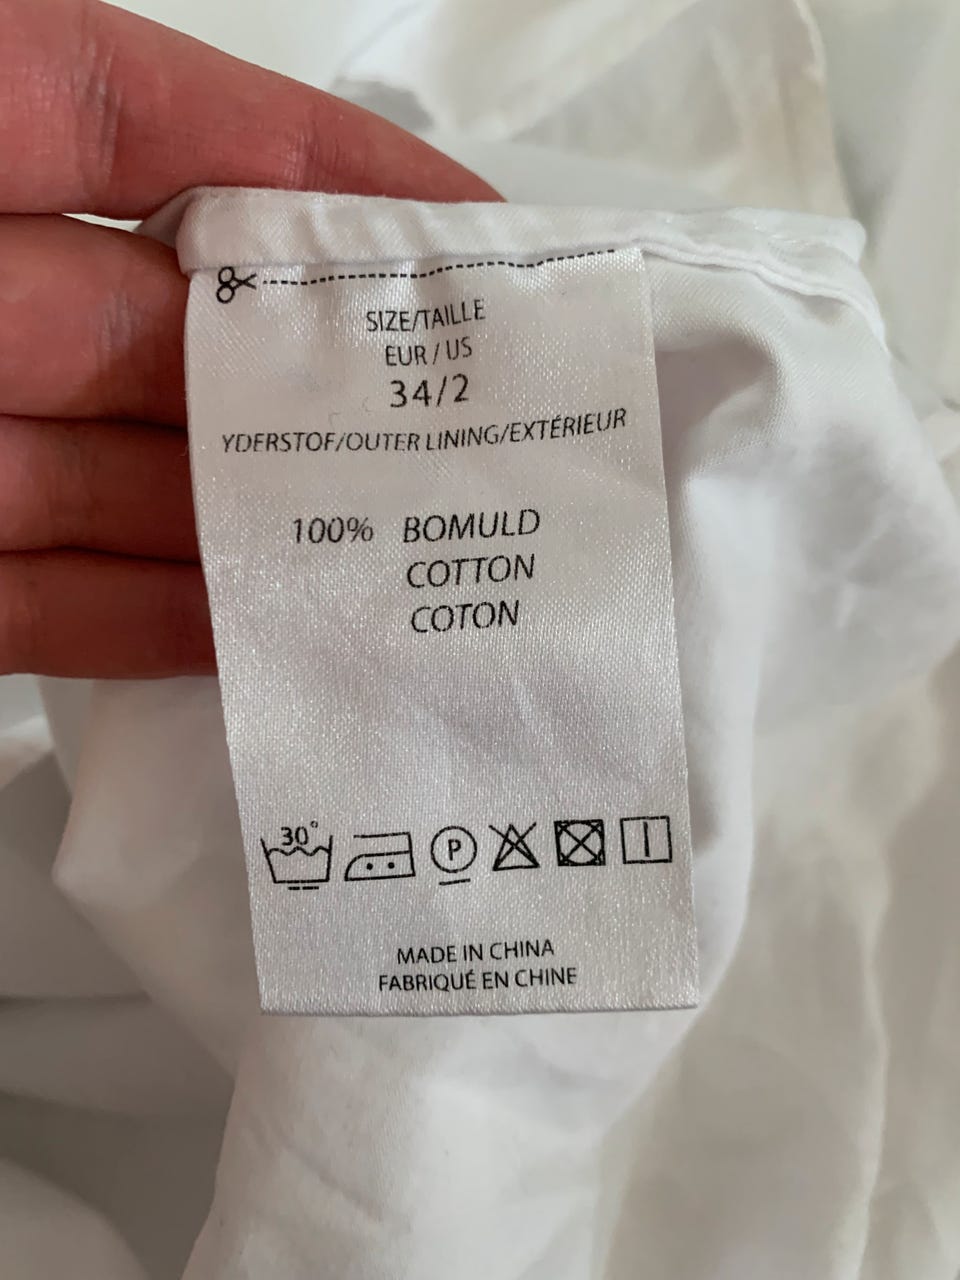 SIZE/TAILLE
EUR / US
34/2
YDERSTOF/OUTER LINING/EXTÉRIEUR
100% BOMULD
COTTON
COTON
30°
P
MADE IN CHINA
FABRIQUÉ EN CHINE